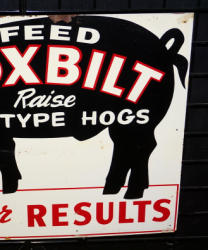 FEED
OXBILT
Raise
TYPE HOGS
RESULTS